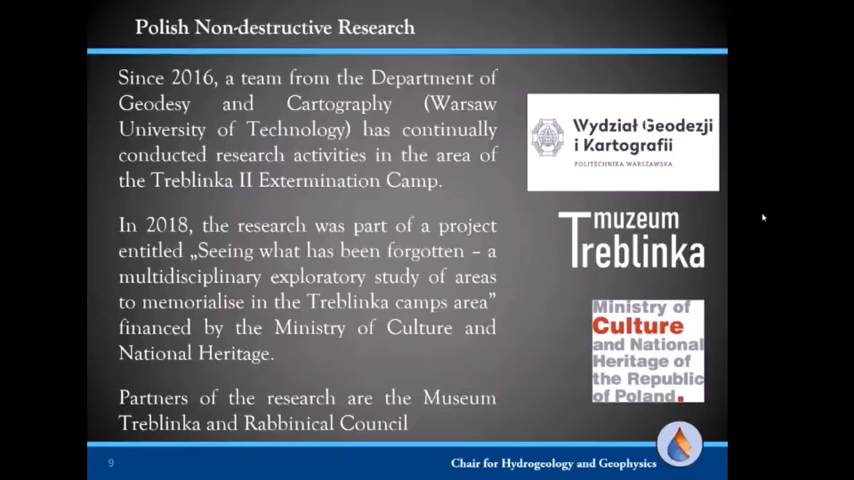 Polish Non-destructive Research
Since 2016, a team from the Department of
Geodesy and Cartography (Warsaw
University of Technology) has continually
conducted research activities in the area of
the Treblinka II Extermination Camp.
In 2018, the research was part of a project
entitled „Seeing what has been forgotten – a
multidisciplinary exploratory study of areas
to memorialise in the Treblinka camps area”
financed by the Ministry of Culture and
National Heritage.
Partners of the research are the Museum
Treblinka and Rabbinical Council
Wydział Geodezji
i Kartografii
POLITECHNIKA WARSZAWSKA
muzeum
Treblinka
Ministry of
Culture
and National
Heritage of
the Republic
of Poland.
9
Chair for Hydrogeology and Geophysics